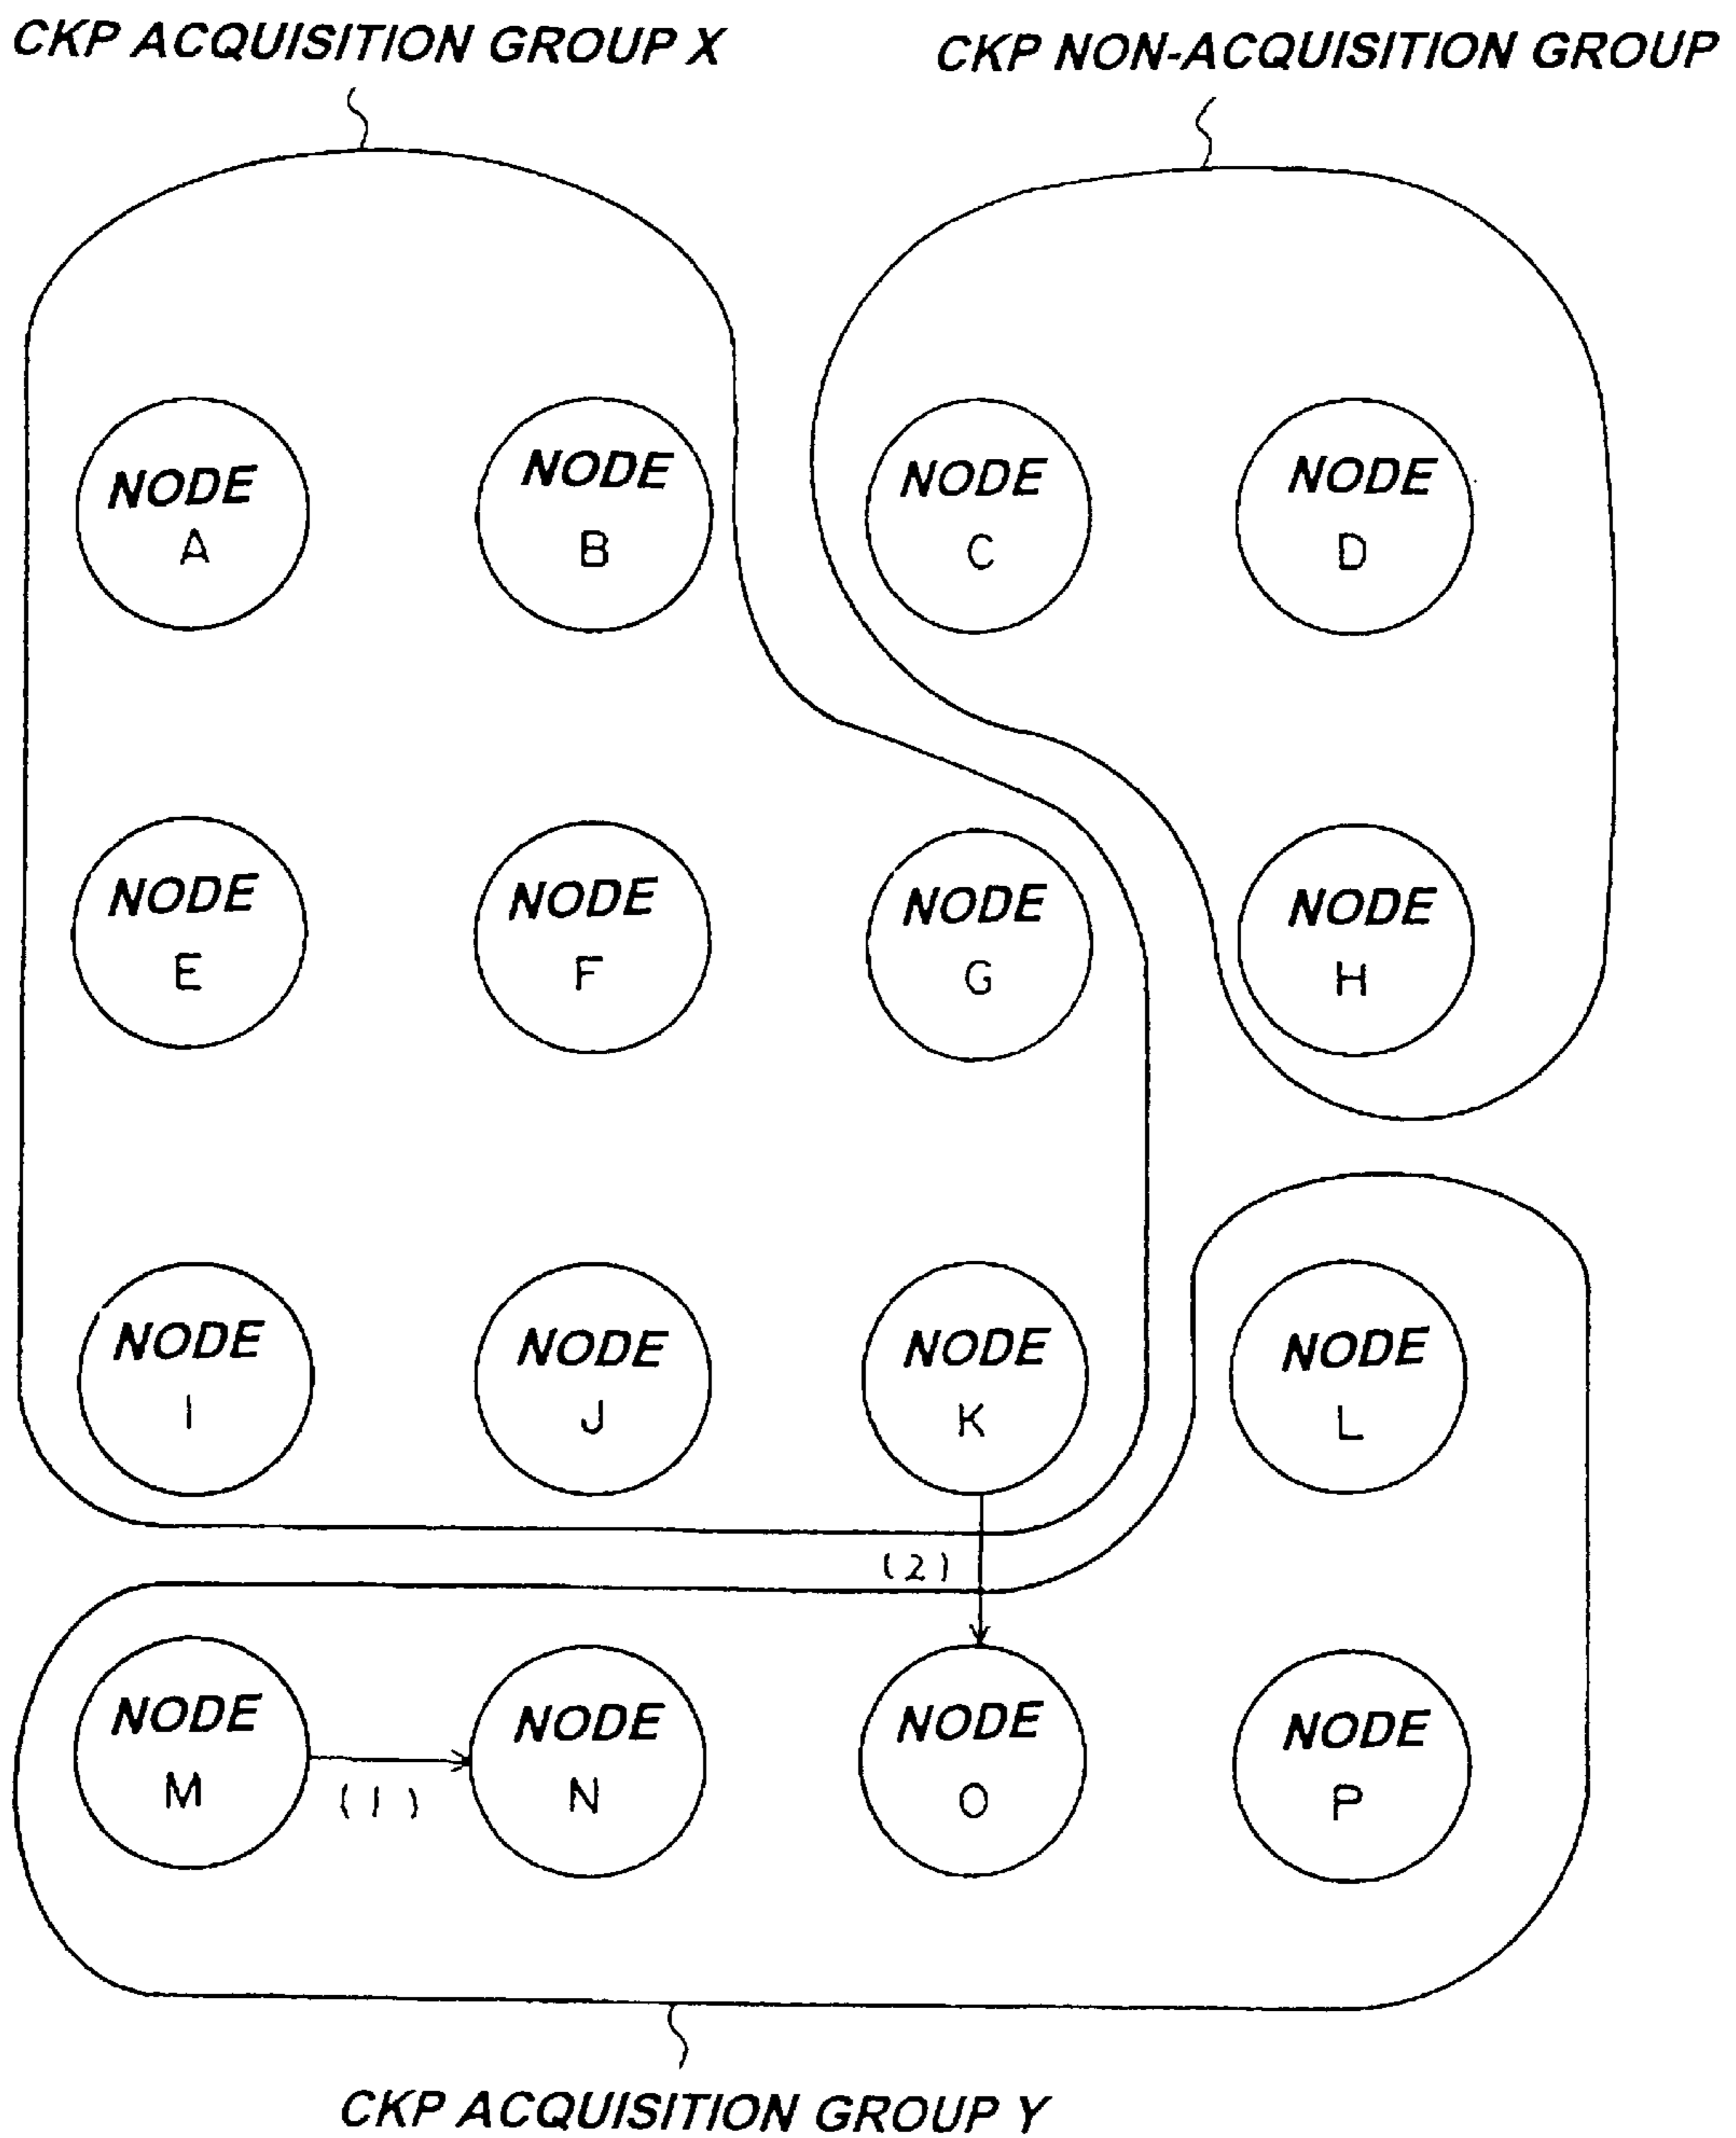 CKP ACQUISITION GROUP X
CKP NON-ACQUISITION GROUP
NODE
A
NODE
B
NODE
C
NODE
D
NODE
E
NODE
F
NODE
G
NODE
H
NODE
I
NODE
J
NODE
K
NODE
L
(2)
NODE
M
(1)
NODE
N
NODE
O
NODE
P
CKP ACQUISITION GROUP Y